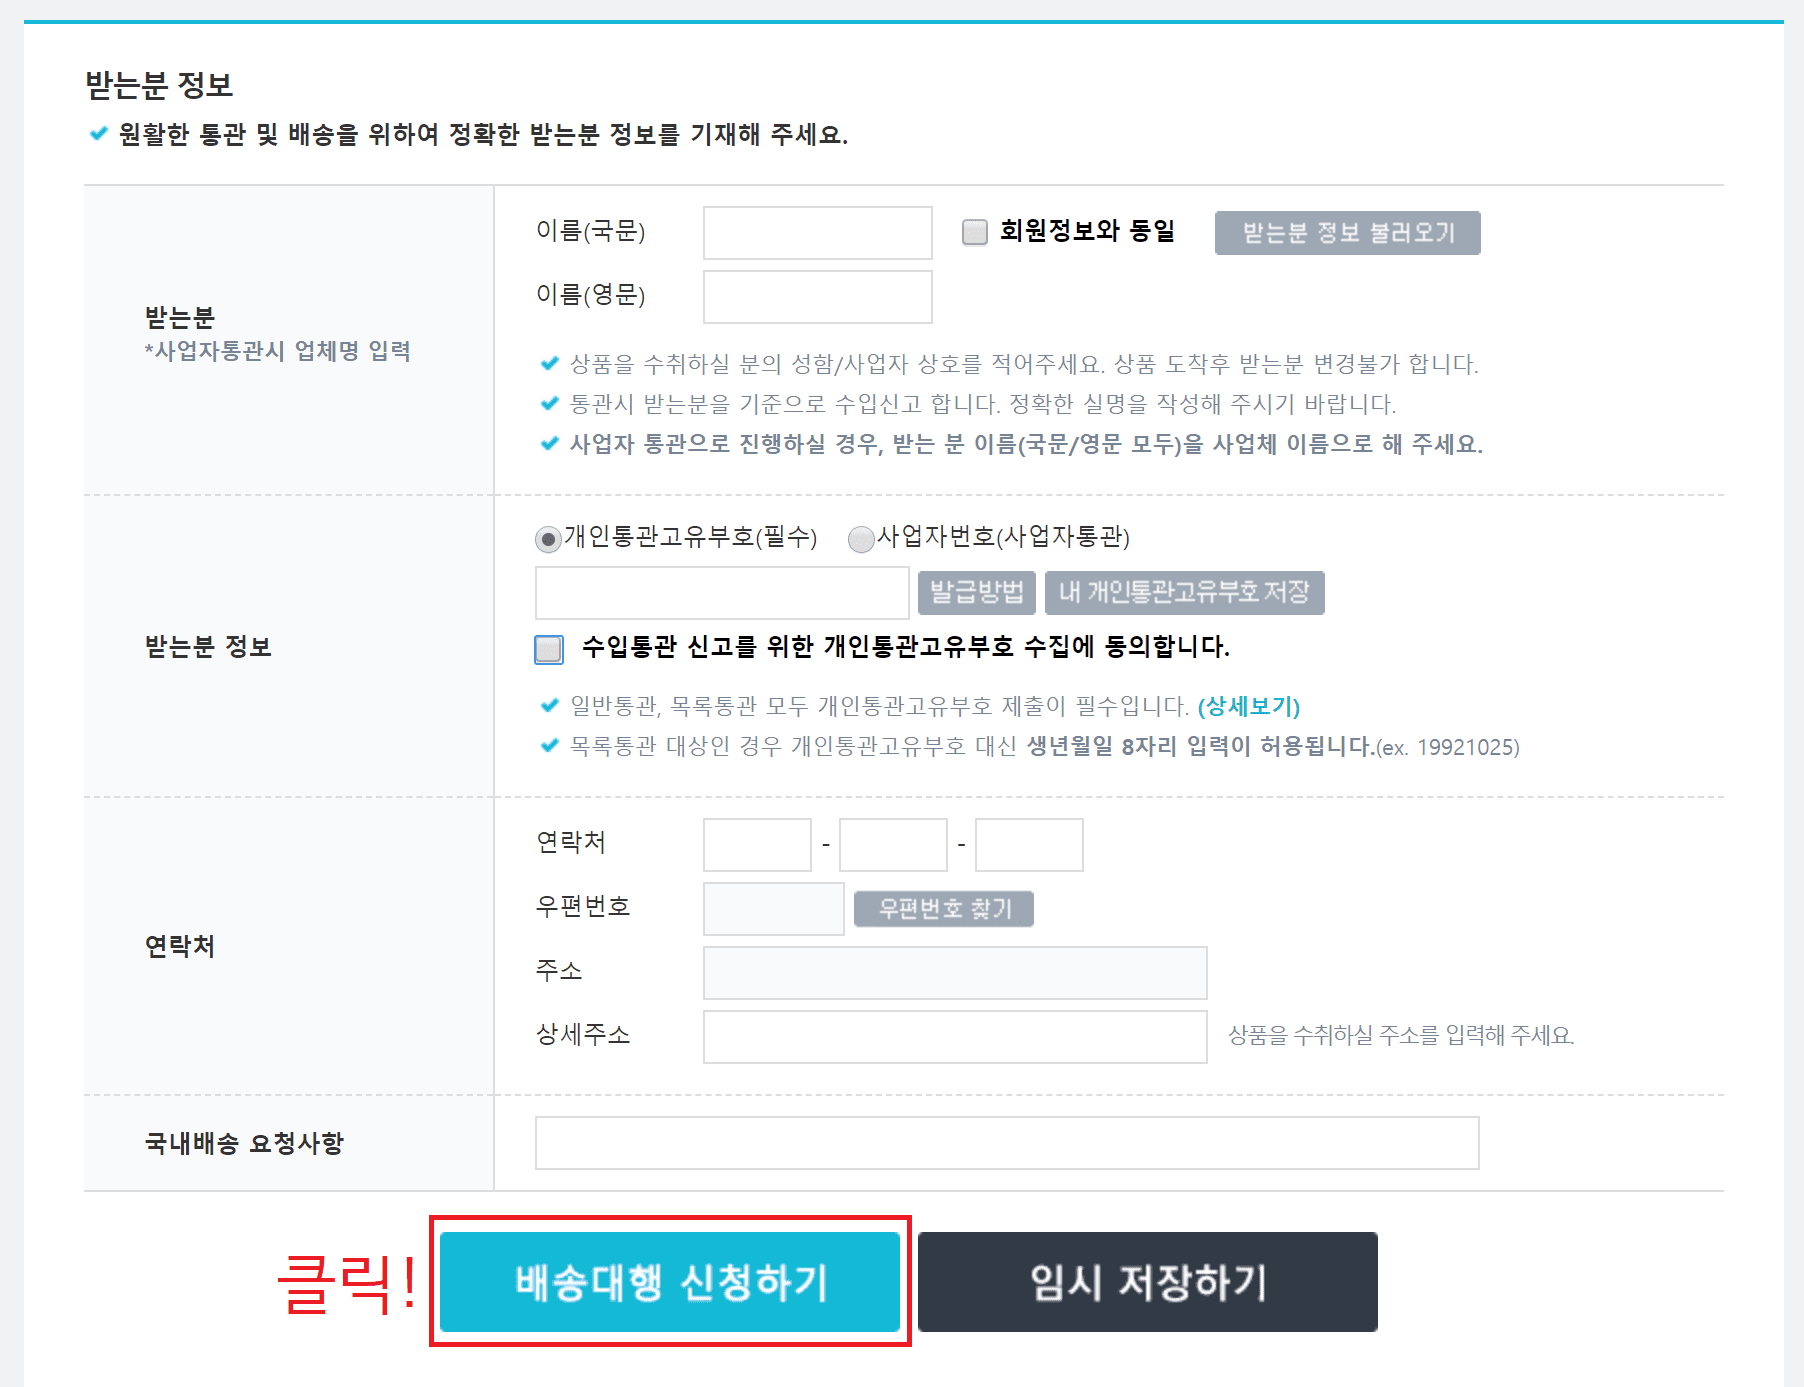 받는분 정보
원활한 통관 및 배송을 위하여 정확한 받는분 정보를 기재해 주세요.
받는분
*사업자통관시 업체명 입력
이름(국문) 회원정보와 동일 받는분 정보 불러오기
이름(영문)
상품을 수취하실 분의 성함/사업자 상호를 적어주세요. 상품 도착후 받는분 변경불가 합니다.
통관시 받는분을 기준으로 수입신고 합니다. 정확한 실명을 작성해 주시기 바랍니다.
사업자 통관으로 진행하실 경우, 받는 분 이름(국문/영문 모두)을 사업체 이름으로 해 주세요.
받는분 정보
개인통관고유부호(필수) 사업자번호(사업자통관)
발급방법 내 개인통관고유부호 저장
수입통관 신고를 위한 개인통관고유부호 수집에 동의합니다.
일반통관, 목록통관 모두 개인통관고유부호 제출이 필수입니다. (상세보기)
목록통관 대상인 경우 개인통관고유부호 대신 생년월일 8자리 입력이 허용됩니다.(ex. 19921025)
연락처
연락처 - -
우편번호 우편번호 찾기
주소
상세주소 상품을 수취하실 주소를 입력해 주세요.
국내배송 요청사항
클릭! 배송대행 신청하기 임시 저장하기